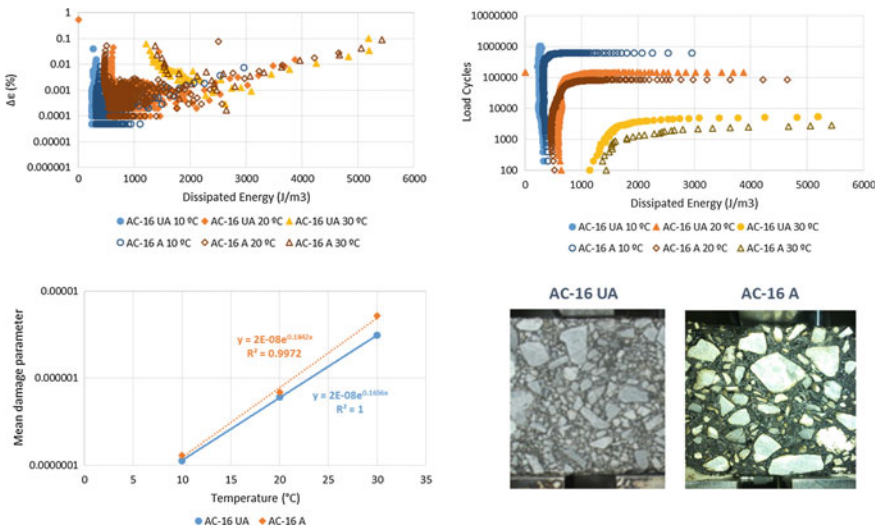 1
0.1
0.01
0.001
0.0001
0.00001
0.000001
Δε (%)
0 1000 2000 3000 4000 5000 6000
Dissipated Energy (J/m3)
AC-16 UA 10 ºC AC-16 UA 20 ºC AC-16 UA 30 ºC
AC-16 A 10 ºC AC-16 A 20 ºC AC-16 A 30 ºC
10000000
1000000
100000
10000
1000
100
Load Cycles
0 1000 2000 3000 4000 5000 6000
Dissipated Energy (J/m3)
AC-16 UA 10 ºC AC-16 UA 20 ºC AC-16 UA 30 ºC
AC-16 A 10 ºC AC-16 A 20 ºC AC-16 A 30 ºC
0.00001
0.000001
0.0000001
Mean damage parameter
y = 2E-08e^0.1842x
R² = 0.9972
y = 2E-08e^0.1656x
R² = 1
0 5 10 15 20 25 30 35
Temperature (°C)
AC-16 UA AC-16 A
AC-16 UA AC-16 A